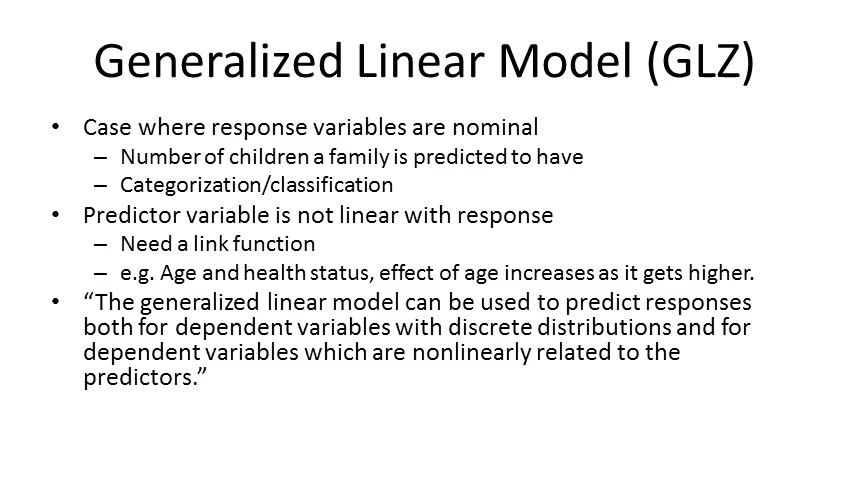 Generalized Linear Model (GLZ)
• Case where response variables are nominal
– Number of children a family is predicted to have
– Categorization/classification
• Predictor variable is not linear with response
– Need a link function
– e.g. Age and health status, effect of age increases as it gets higher.
• “The generalized linear model can be used to predict responses
both for dependent variables with discrete distributions and for
dependent variables which are nonlinearly related to the
predictors.”